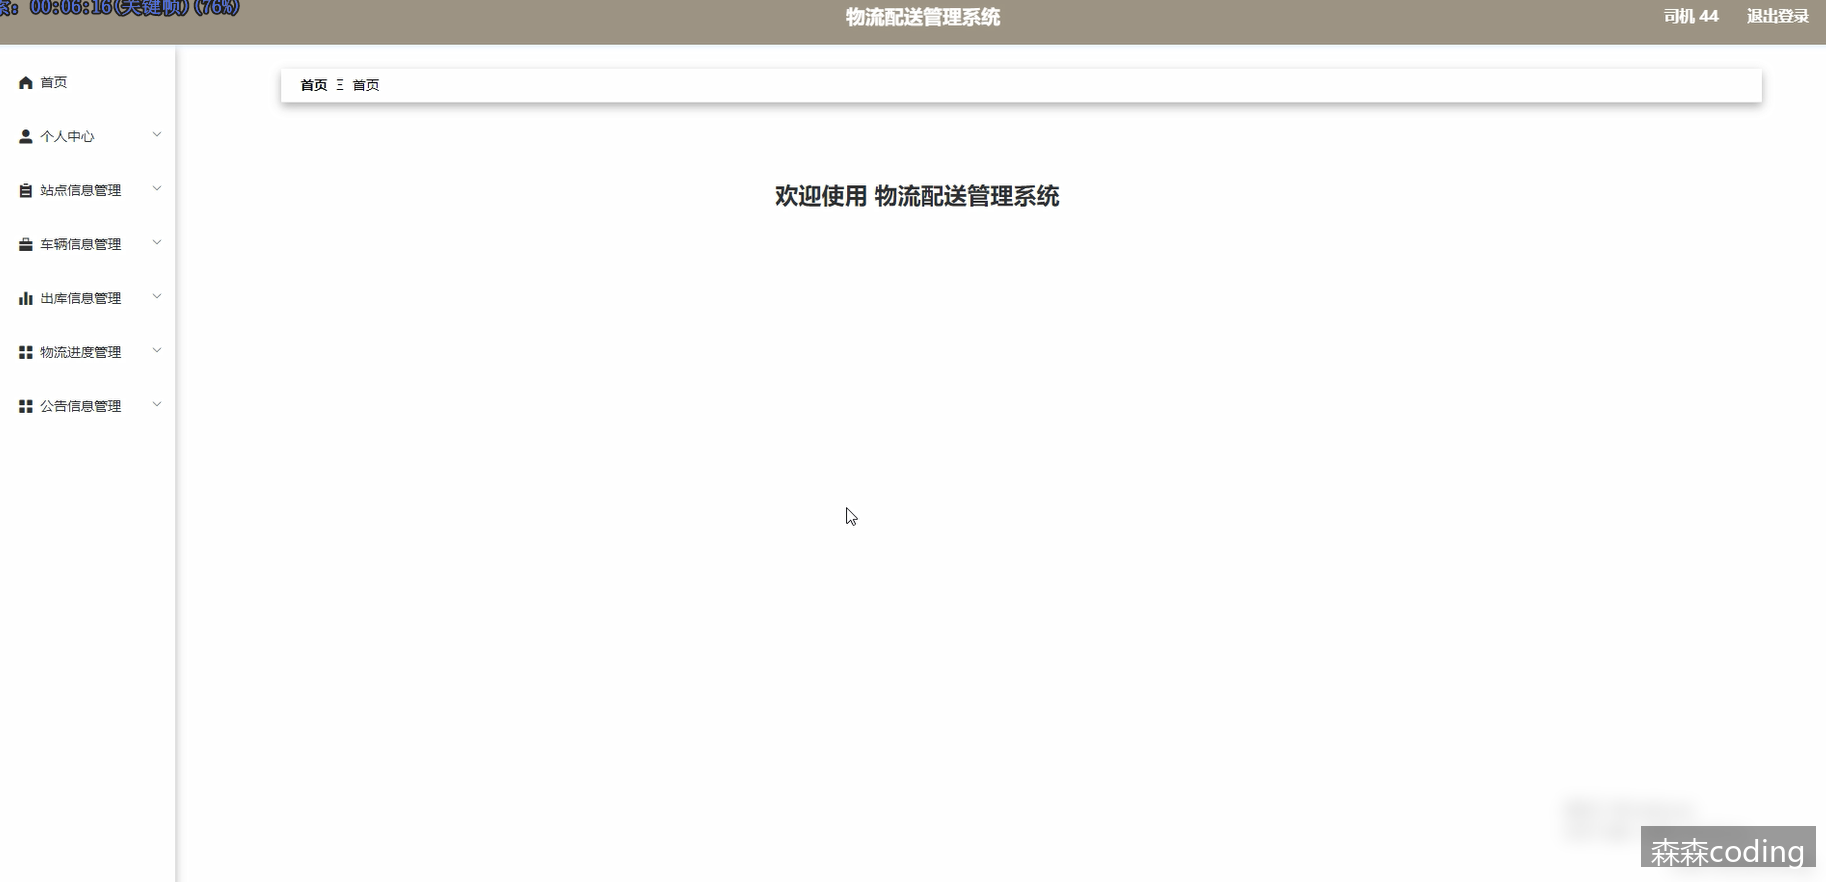 00:06:16(关键帧)(76%)
物流配送管理系统
司机 44
退出登录
首页
个人中心
站点信息管理
车辆信息管理
出库信息管理
物流进度管理
公告信息管理
首页 Ξ 首页
欢迎使用 物流配送管理系统
森森coding